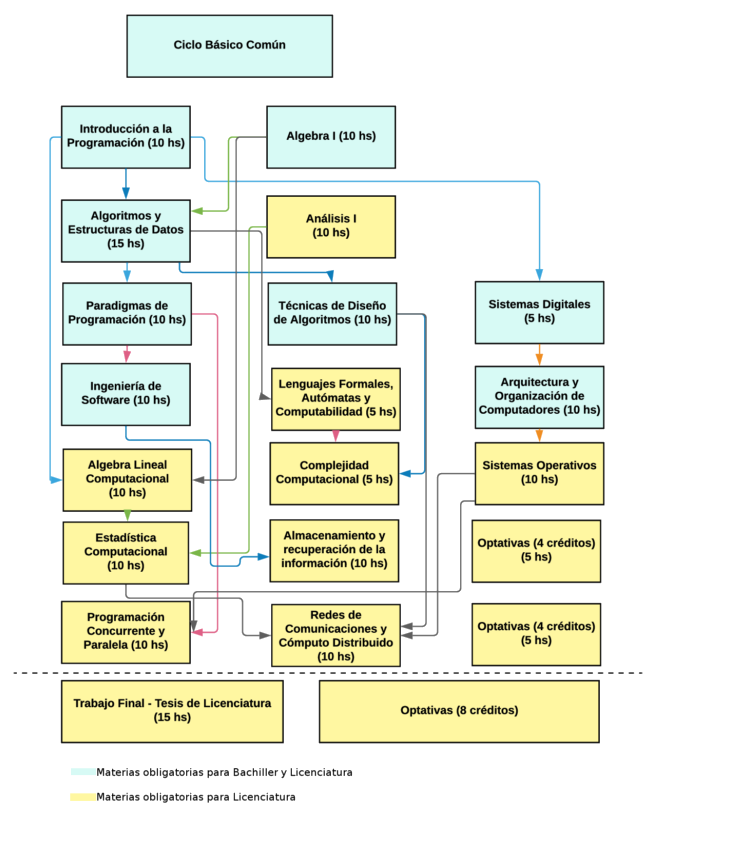 Ciclo Básico Común
Introducción a la
Programación (10 hs)
Algebra I (10 hs)
Algoritmos y
Estructuras de Datos
(15 hs)
Análisis I
(10 hs)
Paradigmas de
Programación (10 hs)
Técnicas de Diseño
de Algoritmos (10 hs)
Sistemas Digitales
(5 hs)
Ingeniería de
Software (10 hs)
Lenguajes Formales,
Autómatas y
Computabilidad (5 hs)
Arquitectura y
Organización de
Computadores (10 hs)
Algebra Lineal
Computacional
(10 hs)
Complejidad
Computacional (5 hs)
Sistemas Operativos
(10 hs)
Estadística
Computacional
(10 hs)
Almacenamiento y
recuperación de la
información (10 hs)
Optativas (4 créditos)
(5 hs)
Programación
Concurrente y
Paralela (10 hs)
Redes de
Comunicaciones y
Cómputo Distribuido
(10 hs)
Optativas (4 créditos)
(5 hs)
Trabajo Final - Tesis de Licenciatura
(15 hs)
Optativas (8 créditos)
Materias obligatorias para Bachiller y Licenciatura
Materias obligatorias para Licenciatura